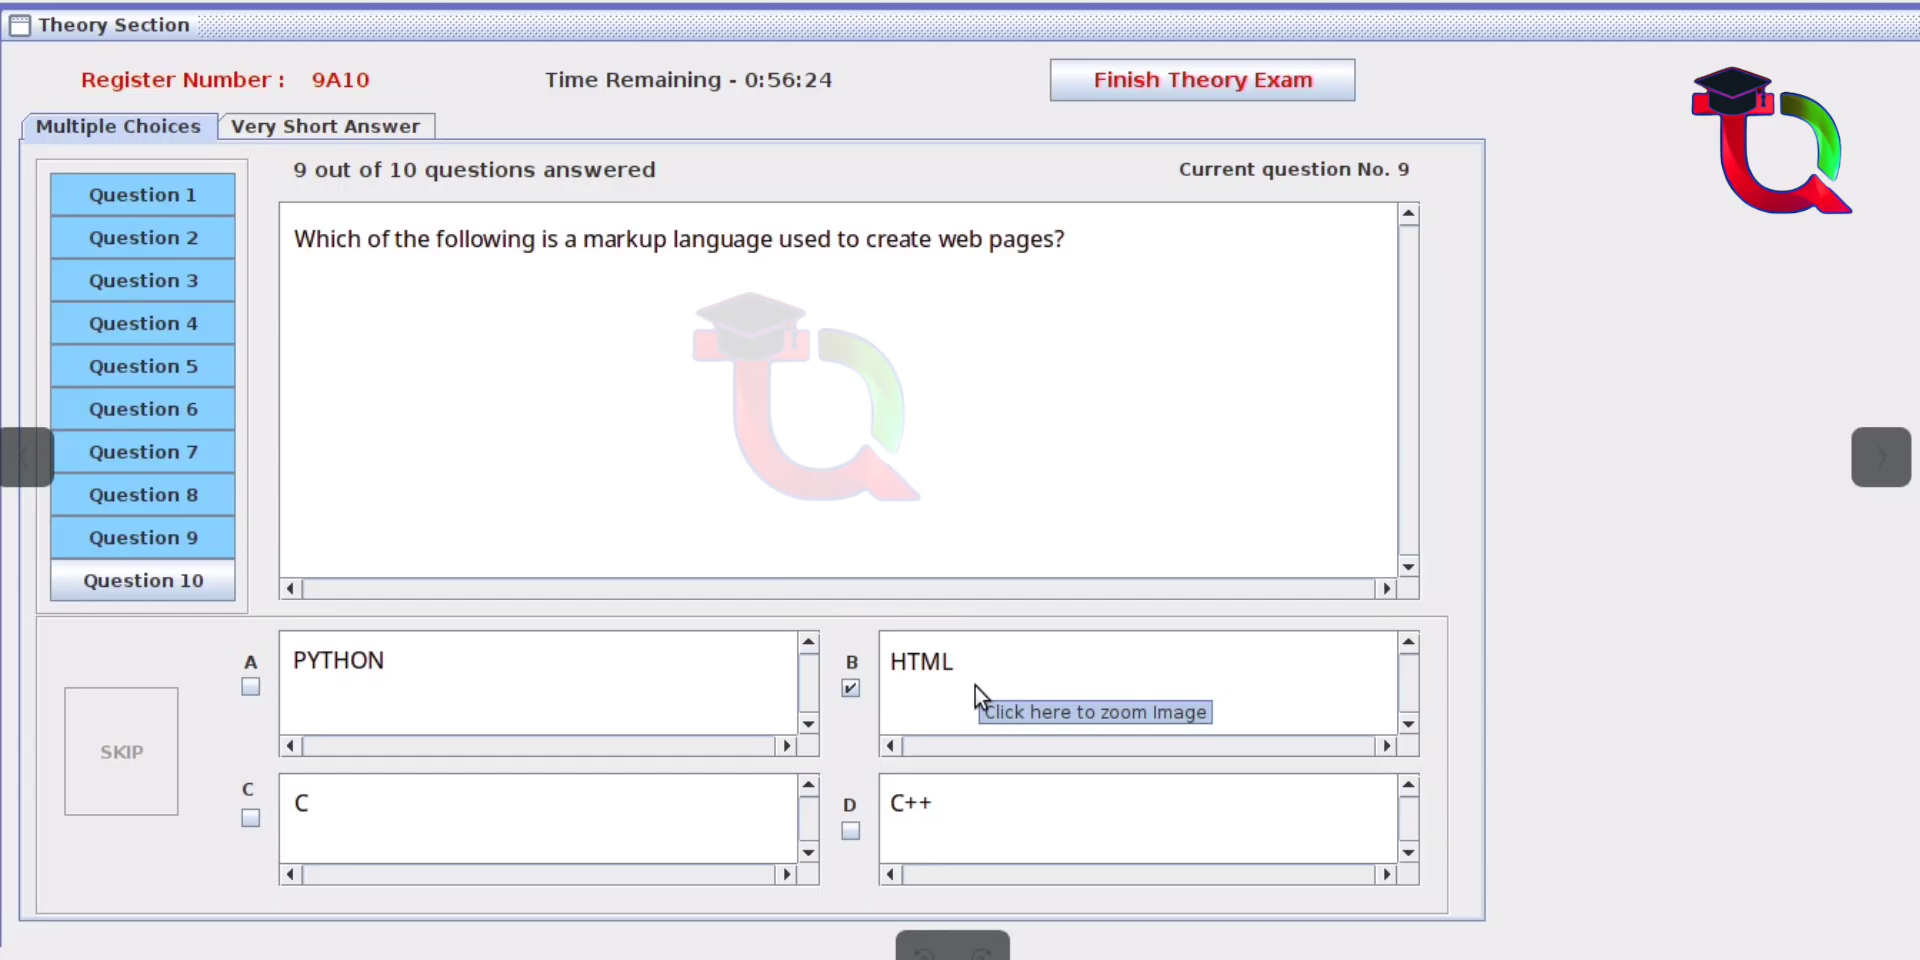 Theory Section
Register Number : 9A10
Time Remaining - 0:56:24
Finish Theory Exam
Multiple Choices
Very Short Answer
9 out of 10 questions answered
Current question No. 9
Question 1
Question 2
Question 3
Question 4
Question 5
Question 6
Question 7
Question 8
Question 9
Question 10
Which of the following is a markup language used to create web pages?
SKIP
A
PYTHON
B
HTML
Click here to zoom Image
C
C
D
C++